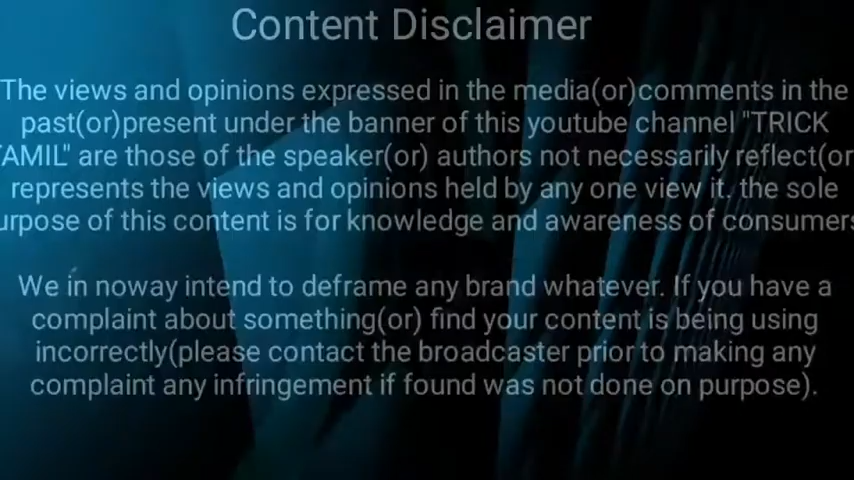 Content Disclaimer
The views and opinions expressed in the media(or)comments in the
past(or)present under the banner of this youtube channel "TRICK
TAMIL" are those of the speaker(or) authors not necessarily reflect(or)
represents the views and opinions held by any one view it. the sole
urpose of this content is for knowledge and awareness of consumers
We in noway intend to deframe any brand whatever. If you have a
complaint about something(or) find your content is being using
incorrectly(please contact the broadcaster prior to making any
complaint any infringement if found was not done on purpose).